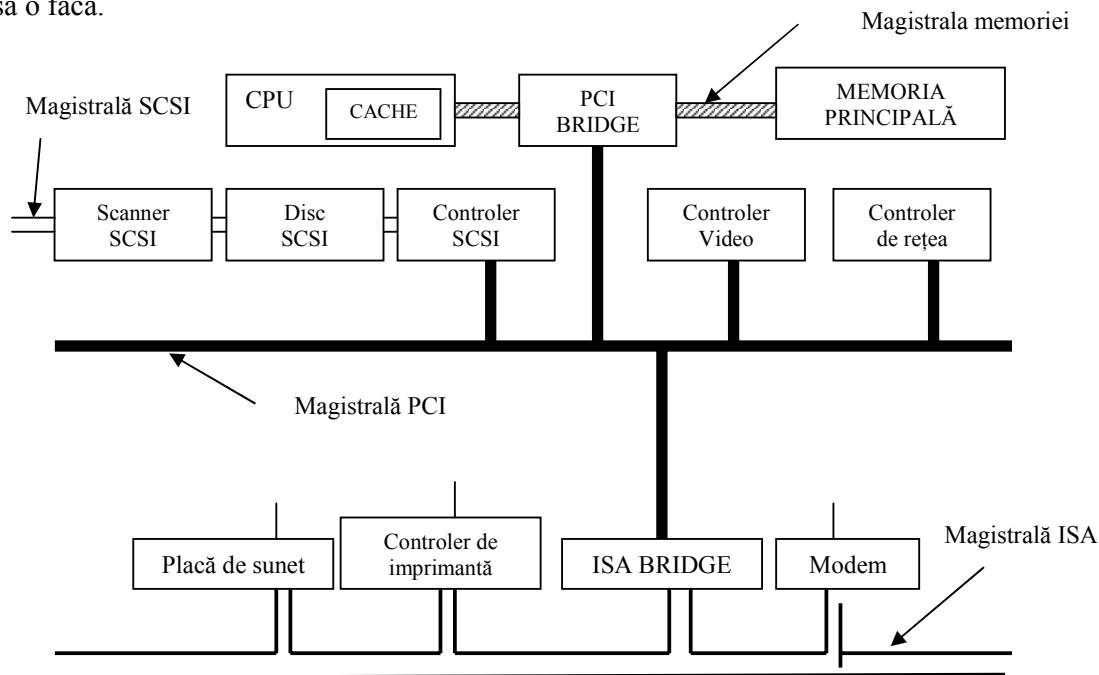 sa o facă.
Magistrala memoriei
Magistrală SCSI
CPU
CACHE
PCI
BRIDGE
MEMORIA
PRINCIPALĂ
Scanner
SCSI
Disc
SCSI
Controler
SCSI
Controler
Video
Controler
de rețea
Magistrală PCI
Placă de sunet
Controler de
imprimantă
ISA BRIDGE
Modem
Magistrală ISA